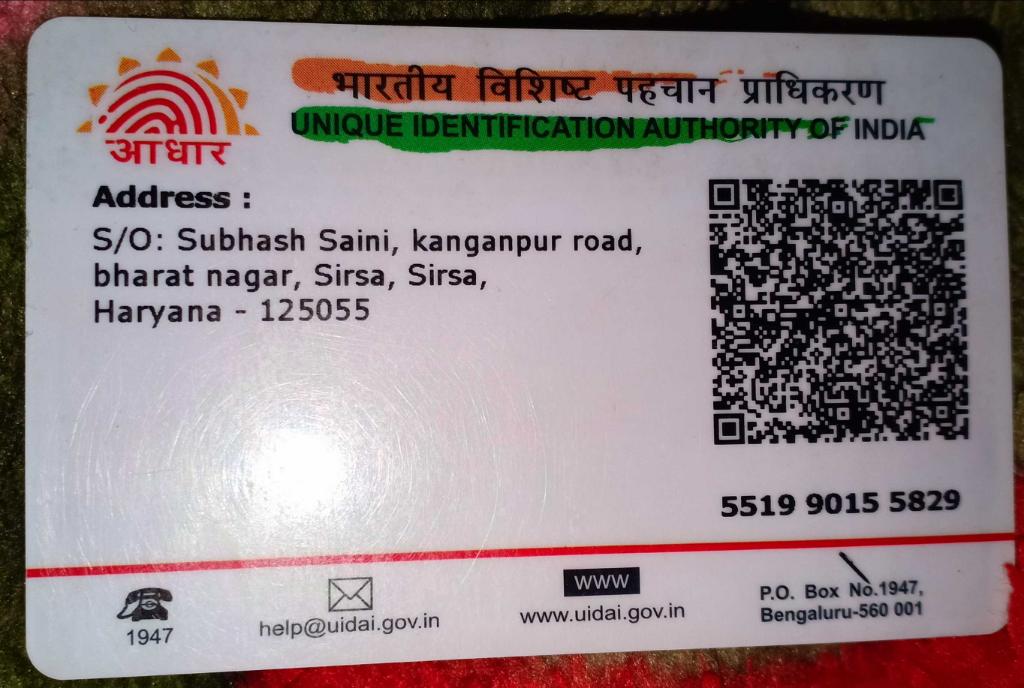 भारतीय विशिष्ट पहचान प्राधिकरण
UNIQUE IDENTIFICATION AUTHORITY OF INDIA
आधार
Address :
S/O: Subhash Saini, kanganpur road,
bharat nagar, Sirsa, Sirsa,
Haryana - 125055
5519 9015 5829
1947
help@uidai.gov.in
www
www.uidai.gov.in
P.O. Box No.1947,
Bengaluru-560 001